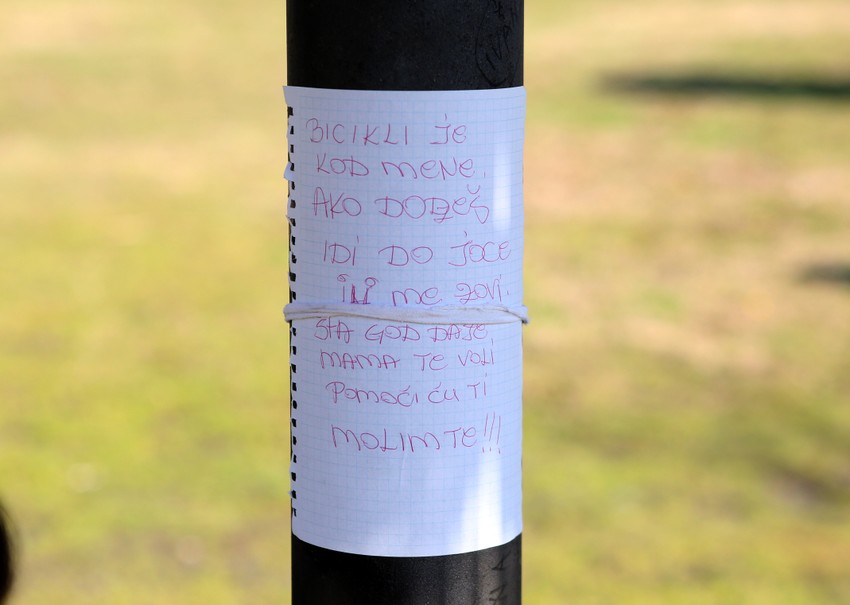 BICIKLI JE
KOD MENE.
AKO DOĐEŠ
IDI DO JOCE
ILI ME ZOVI.
ŠTA GOD DA JE
MAMA TE VOLI
POMOĆI ĆU TI
MOLIM TE!!!